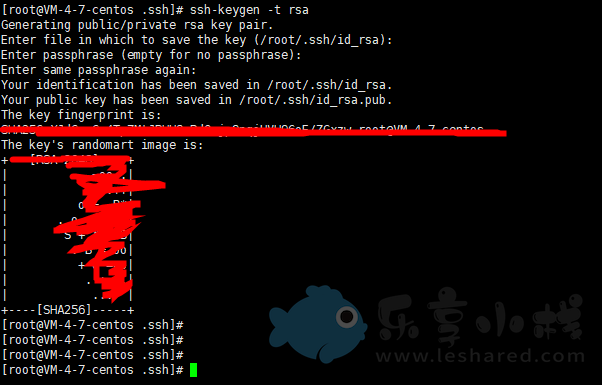 [root@VM-4-7-centos .ssh]# ssh-keygen -t rsa
Generating public/private rsa key pair.
Enter file in which to save the key (/root/.ssh/id_rsa):
Enter passphrase (empty for no passphrase):
Enter same passphrase again:
Your identification has been saved in /root/.ssh/id_rsa.
Your public key has been saved in /root/.ssh/id_rsa.pub.
The key fingerprint is:
The key's randomart image is:
+----[SHA256]-----+
[root@VM-4-7-centos .ssh]#
[root@VM-4-7-centos .ssh]#
[root@VM-4-7-centos .ssh]#
[root@VM-4-7-centos .ssh]#
乐享小栈
www.leshared.com